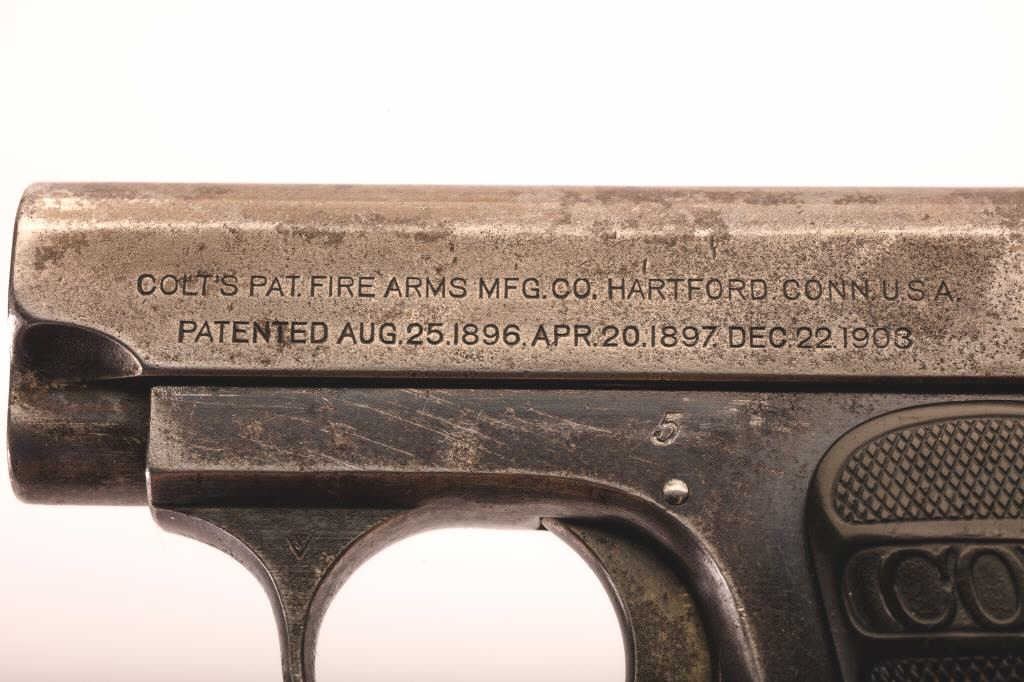 COLT'S PAT. FIRE ARMS MFG. CO. HARTFORD. CONN. U.S.A.
PATENTED AUG. 25. 1896. APR. 20. 1897. DEC. 22. 1903
5
V
CO